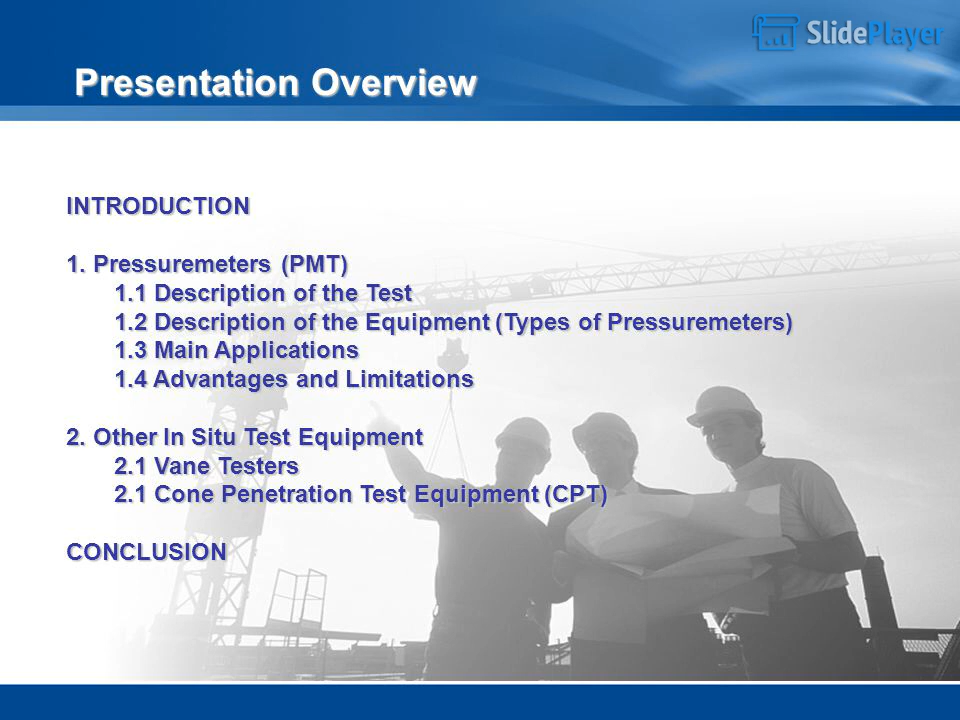 SlidePlayer
Presentation Overview
INTRODUCTION
1. Pressuremeters (PMT)
1.1 Description of the Test
1.2 Description of the Equipment (Types of Pressuremeters)
1.3 Main Applications
1.4 Advantages and Limitations
2. Other In Situ Test Equipment
2.1 Vane Testers
2.1 Cone Penetration Test Equipment (CPT)
CONCLUSION